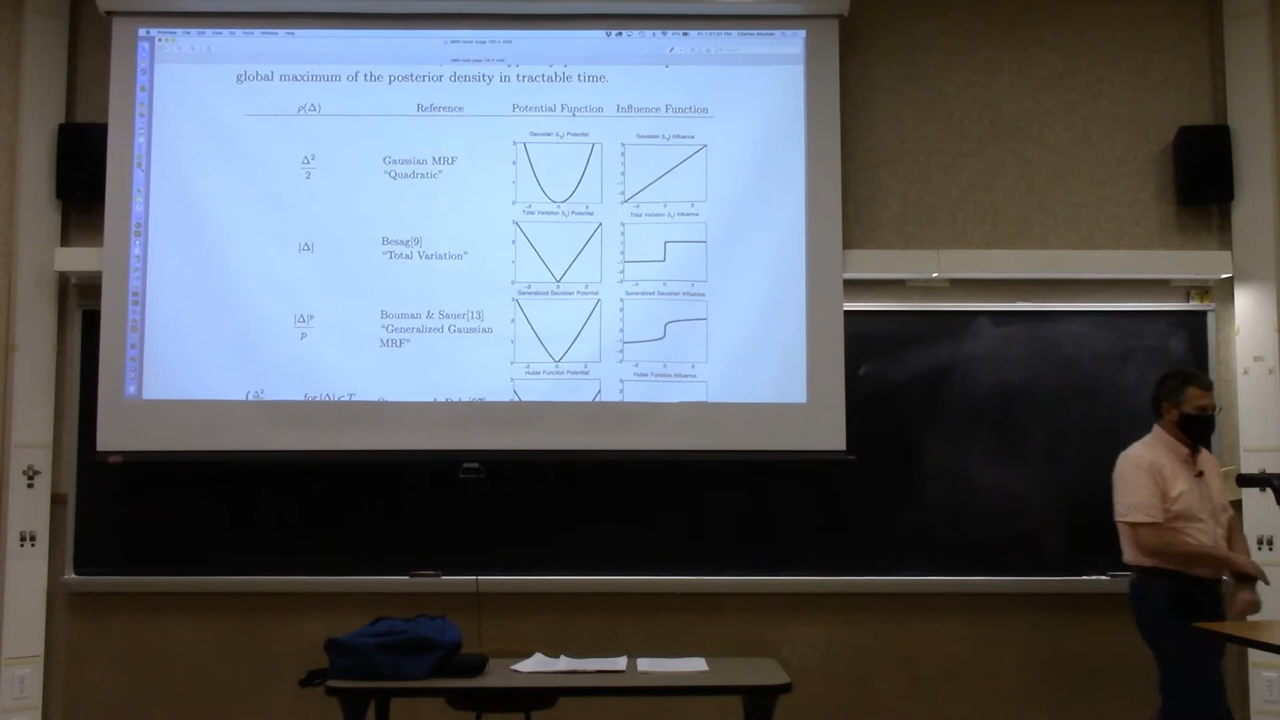 global maximum of the posterior density in tractable time.
ρ(Δ) Reference Potential Function Influence Function
Gaussian (L₂) Potential Gaussian (L₂) Influence
Δ²
2
Gaussian MRF
"Quadratic"
Total Variation (L₁) Potential Total Variation (L₁) Influence
|Δ|
Besag[9]
"Total Variation"
Generalized Gaussian Potential Generalized Gaussian Influence
|Δ|ᵖ
p
Bouman & Sauer[13]
"Generalized Gaussian
MRF"
Huber Function Potential Huber Function Influence
for |Δ| < T